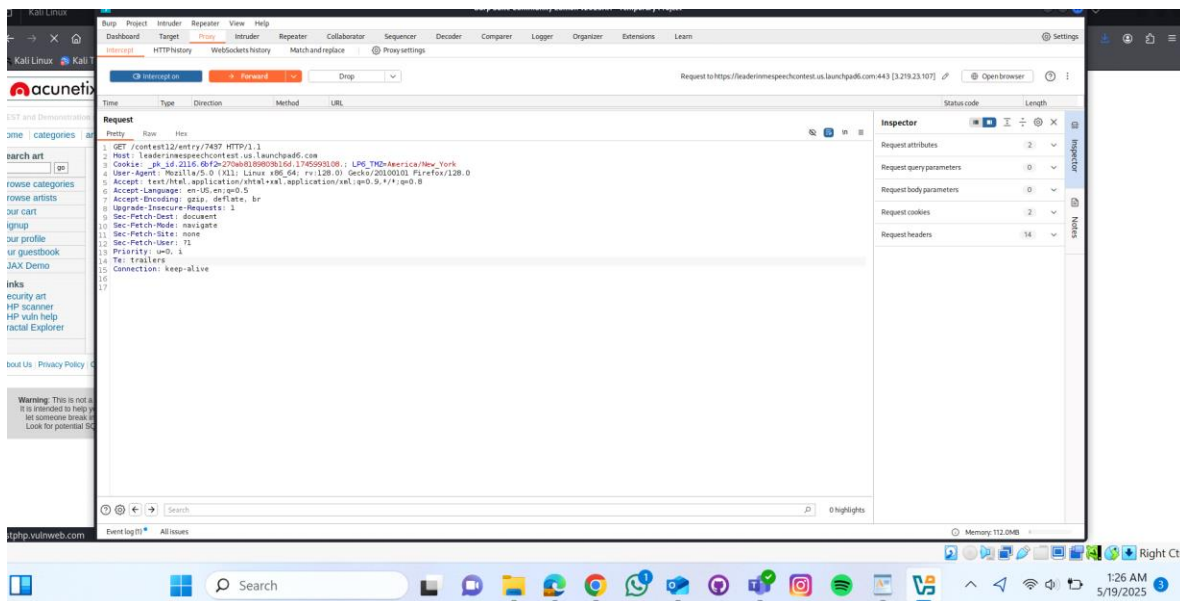 Kali Linux
Burp Project Intruder Repeater View Help
Dashboard Target Proxy Intruder Repeater Collaborator Sequencer Decoder Comparer Logger Organizer Extensions Learn Settings
Intercept HTTP history WebSockets history Match and replace Proxy settings
Kali Linux Kali T
Intercept on Forward Drop Request to https://leaderinmespeechcontest.us.launchpad6.com:443 [3.219.23.107] Open browser
acunetix
Time Type Direction Method URL Status code Length
EST and Demonstration
ome categories ar
Request
Pretty Raw Hex
Inspector
Request attributes 2
Request query parameters 0
Request body parameters 0
Request cookies 2
Request headers 14
Inspector
Notes
1 GET /contest12/entry/7437 HTTP/1.1
2 Host: leaderinmespeechcontest.us.launchpad6.com
3 Cookie: _pk_id.2116.6bf2=270ab8189803b16d.1745993108.; LP6_TMZ=America/New_York
4 User-Agent: Mozilla/5.0 (X11; Linux x86_64; rv:128.0) Gecko/20100101 Firefox/128.0
5 Accept: text/html,application/xhtml+xml,application/xml;q=0.9,*/*;q=0.8
6 Accept-Language: en-US,en;q=0.5
7 Accept-Encoding: gzip, deflate, br
8 Upgrade-Insecure-Requests: 1
9 Sec-Fetch-Dest: document
10 Sec-Fetch-Mode: navigate
11 Sec-Fetch-Site: none
12 Sec-Fetch-User: ?1
13 Priority: u=0, i
14 Te: trailers
15 Connection: keep-alive
16
17
earch art
go
rowse categories
rowse artists
our cart
ignup
our profile
ur guestbook
JAX Demo
inks
ecurity art
HP scanner
HP vuln help
ractal Explorer
bout Us Privacy Policy
Warning: This is not a
It is intended to help y
let someone break in
Look for potential SQ
Search 0 highlights
Event log (1) All issues Memory: 112.0MB
stphp.vulnweb.com
Right Ct
Search
1:26 AM
5/19/2025
3